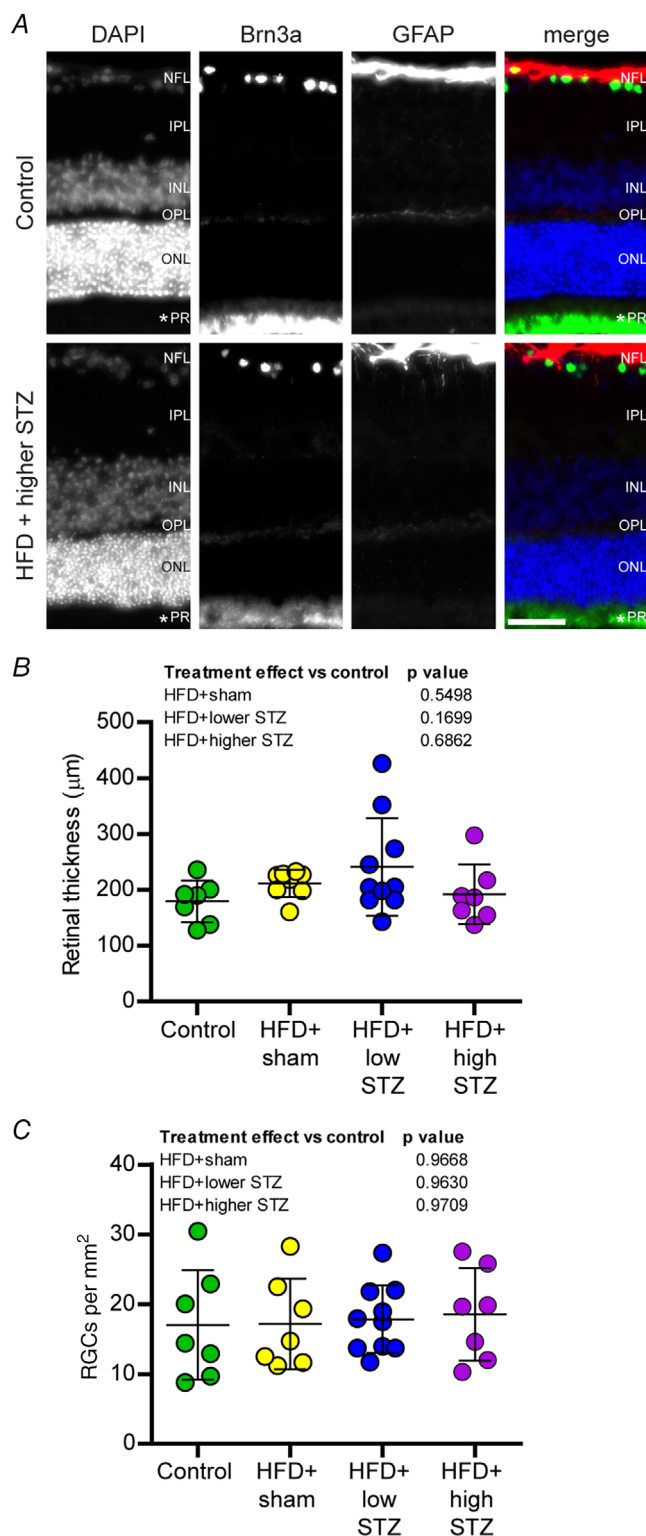 A
DAPI Brn3a GFAP merge
Control
NFL NFL
IPL IPL
INL INL
OPL OPL
ONL ONL
*PR *PR
HFD + higher STZ
NFL NFL
IPL IPL
INL INL
OPL OPL
ONL ONL
*PR *PR
B
Treatment effect vs control p value
HFD+sham 0.5498
HFD+lower STZ 0.1699
HFD+higher STZ 0.6862
Retinal thickness (μm)
500
400
300
200
100
0
Control HFD+ HFD+ HFD+
sham low high
STZ STZ
C
Treatment effect vs control p value
HFD+sham 0.9668
HFD+lower STZ 0.9630
HFD+higher STZ 0.9709
RGCs per mm²
40
30
20
10
0
Control HFD+ HFD+ HFD+
sham low high
STZ STZ